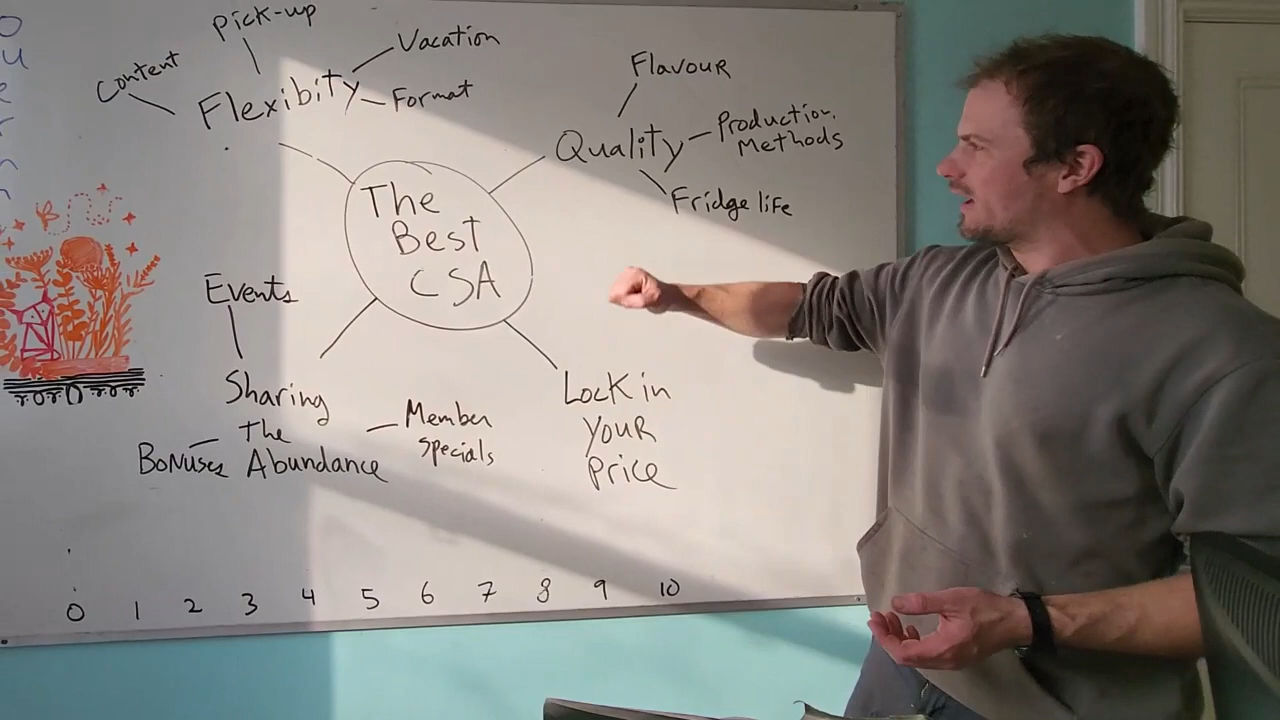 Pick-up
Vacation
Content
Flexibity
Format
Flavour
Quality
Production
Methods
Fridge life
The
Best
CSA
Events
Sharing
the
Abundance
Bonuses
Member
Specials
Lock in
Your
Price
0 1 2 3 4 5 6 7 8 9 10